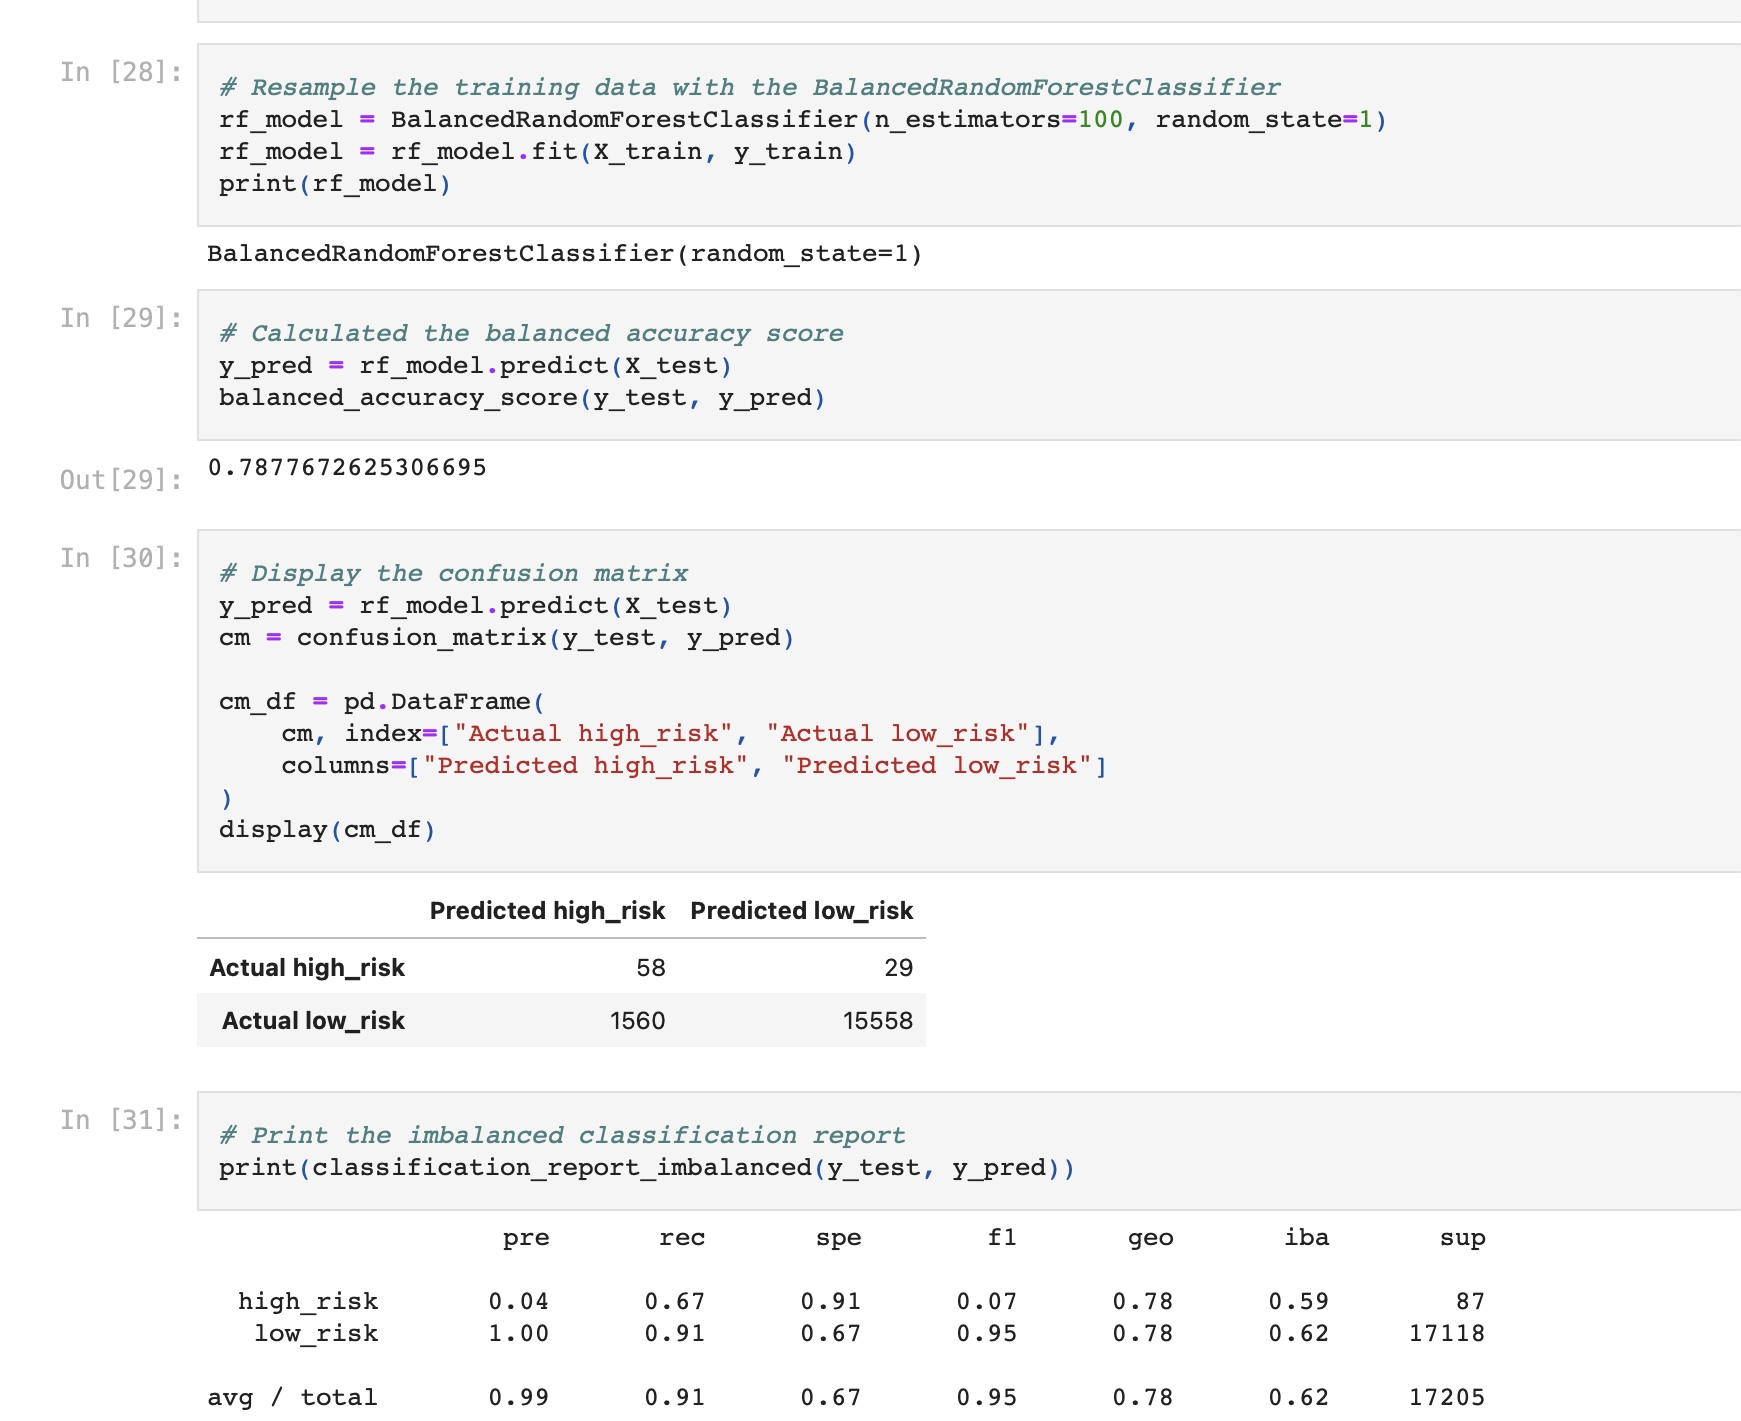 In [28]:
# Resample the training data with the BalancedRandomForestClassifier
rf_model = BalancedRandomForestClassifier(n_estimators=100, random_state=1)
rf_model = rf_model.fit(X_train, y_train)
print(rf_model)
BalancedRandomForestClassifier(random_state=1)
In [29]:
# Calculated the balanced accuracy score
y_pred = rf_model.predict(X_test)
balanced_accuracy_score(y_test, y_pred)
Out[29]:
0.7877672625306695
In [30]:
# Display the confusion matrix
y_pred = rf_model.predict(X_test)
cm = confusion_matrix(y_test, y_pred)

cm_df = pd.DataFrame(
    cm, index=["Actual high_risk", "Actual low_risk"],
    columns=["Predicted high_risk", "Predicted low_risk"]
)
display(cm_df)
Predicted high_risk Predicted low_risk
Actual high_risk 58 29
Actual low_risk 1560 15558
In [31]:
# Print the imbalanced classification report
print(classification_report_imbalanced(y_test, y_pred))
pre rec spe f1 geo iba sup
high_risk 0.04 0.67 0.91 0.07 0.78 0.59 87
low_risk 1.00 0.91 0.67 0.95 0.78 0.62 17118
avg / total 0.99 0.91 0.67 0.95 0.78 0.62 17205